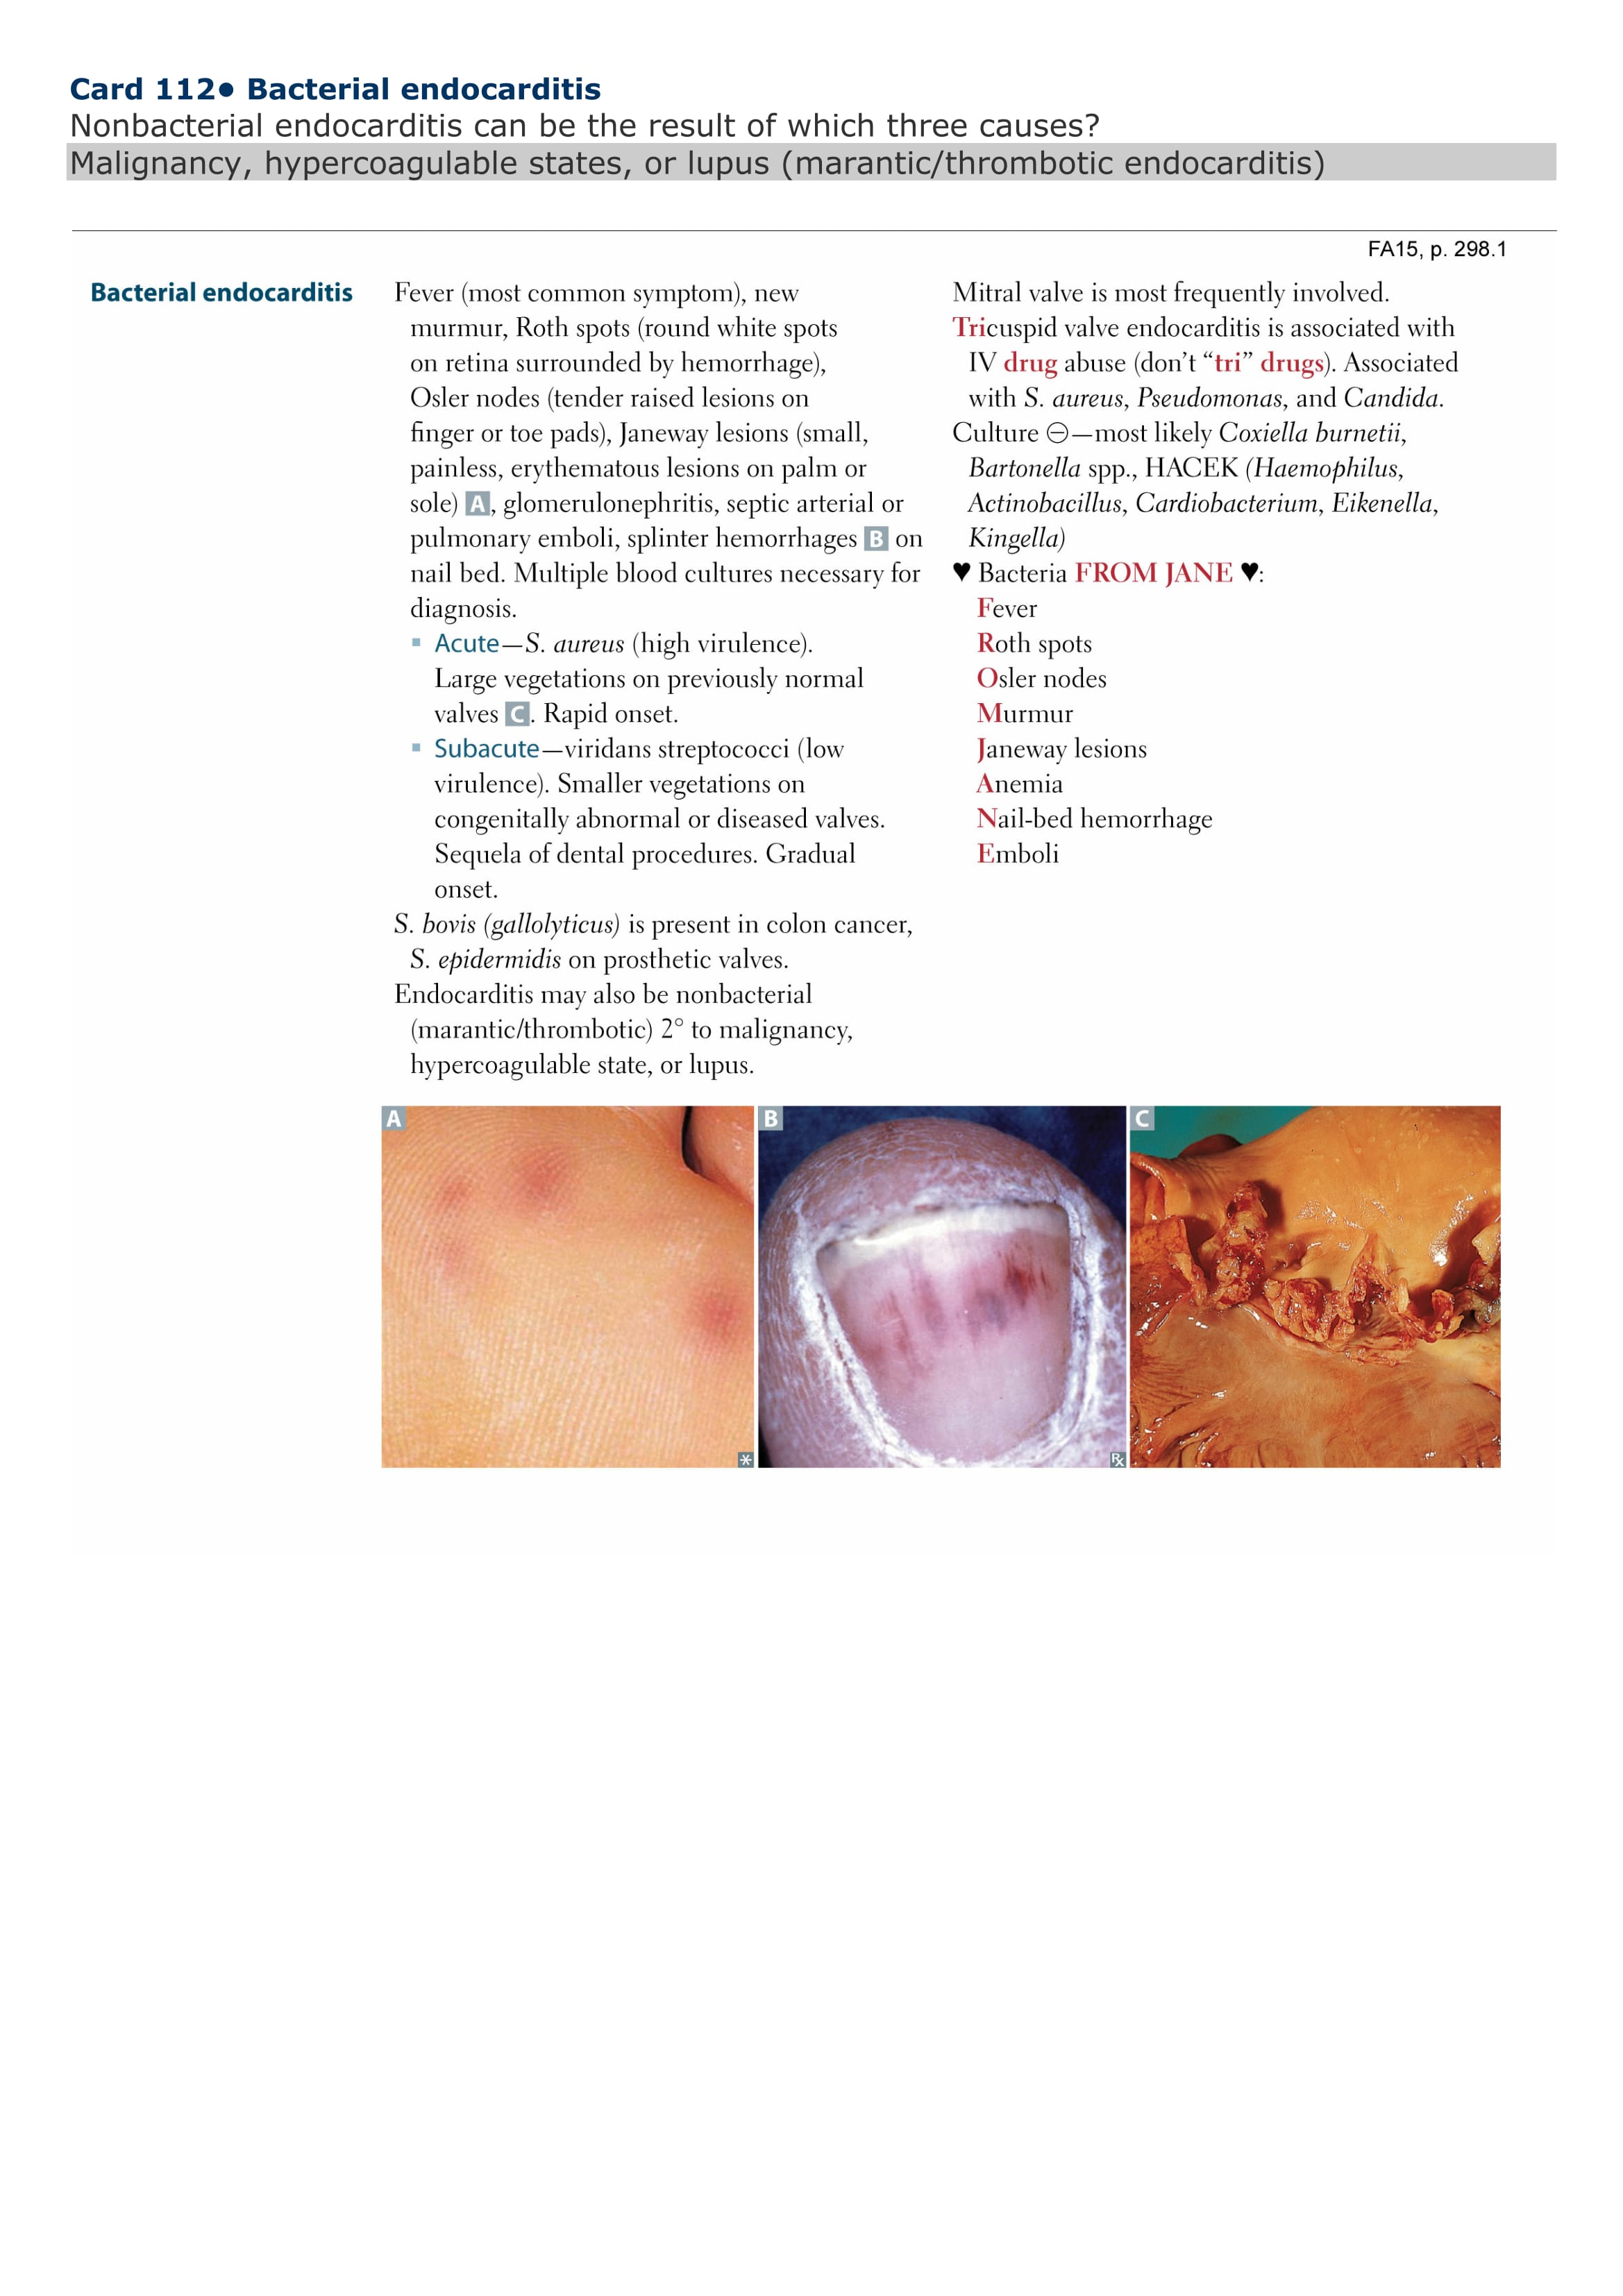 Card 112● Bacterial endocarditis
Nonbacterial endocarditis can be the result of which three causes?
Malignancy, hypercoagulable states, or lupus (marantic/thrombotic endocarditis)
FA15, p. 298.1
Bacterial endocarditis
Fever (most common symptom), new
murmur, Roth spots (round white spots
on retina surrounded by hemorrhage),
Osler nodes (tender raised lesions on
finger or toe pads), Janeway lesions (small,
painless, erythematous lesions on palm or
sole) A, glomerulonephritis, septic arterial or
pulmonary emboli, splinter hemorrhages B on
nail bed. Multiple blood cultures necessary for
diagnosis.
▪ Acute—S. aureus (high virulence).
Large vegetations on previously normal
valves C. Rapid onset.
▪ Subacute—viridans streptococci (low
virulence). Smaller vegetations on
congenitally abnormal or diseased valves.
Sequela of dental procedures. Gradual
onset.
S. bovis (gallolyticus) is present in colon cancer,
S. epidermidis on prosthetic valves.
Endocarditis may also be nonbacterial
(marantic/thrombotic) 2° to malignancy,
hypercoagulable state, or lupus.
Mitral valve is most frequently involved.
Tricuspid valve endocarditis is associated with
IV drug abuse (don’t “tri” drugs). Associated
with S. aureus, Pseudomonas, and Candida.
Culture ⊖—most likely Coxiella burnetii,
Bartonella spp., HACEK (Haemophilus,
Actinobacillus, Cardiobacterium, Eikenella,
Kingella)
♥ Bacteria FROM JANE ♥:
Fever
Roth spots
Osler nodes
Murmur
Janeway lesions
Anemia
Nail-bed hemorrhage
Emboli
A
B
C
*
℞